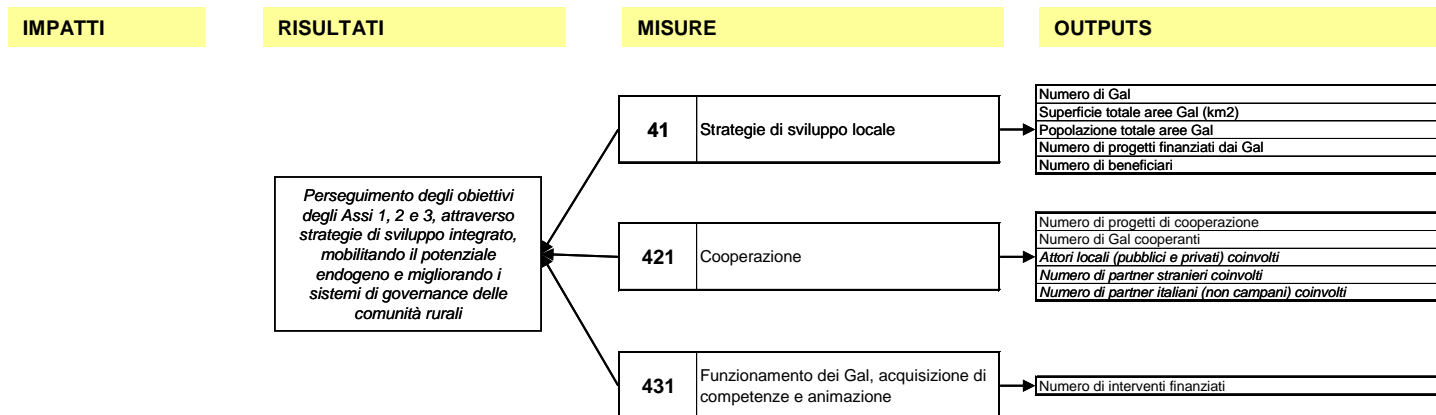 IMPATTI
RISULTATI
MISURE
OUTPUTS
Perseguimento degli obiettivi
degli Assi 1, 2 e 3, attraverso
strategie di sviluppo integrato,
mobilitando il potenziale
endogeno e migliorando i
sistemi di governance delle
comunità rurali
41
Strategie di sviluppo locale
Numero di Gal
Superficie totale aree Gal (km2)
Popolazione totale aree Gal
Numero di progetti finanziati dai Gal
Numero di beneficiari
421
Cooperazione
Numero di progetti di cooperazione
Numero di Gal cooperanti
Attori locali (pubblici e privati) coinvolti
Numero di partner stranieri coinvolti
Numero di partner italiani (non campani) coinvolti
431
Funzionamento dei Gal, acquisizione di
competenze e animazione
Numero di interventi finanziati